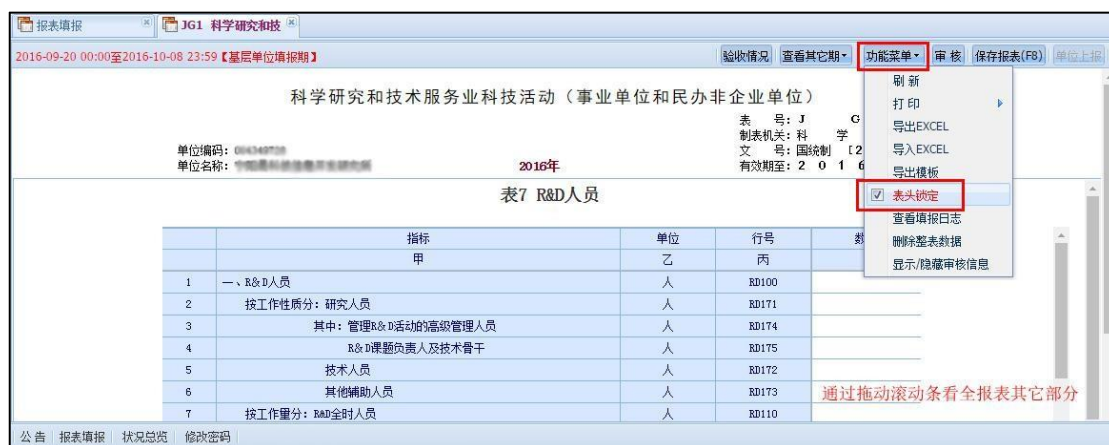 报表填报 JG1 科学研究和技
2016-09-20 00:00至2016-10-08 23:59【基层单位填报期】 验收情况 查看其它期 功能菜单 审 核 保存报表(F8) 单位上报
刷 新
打 印
导出EXCEL
导入EXCEL
导出模板
表头锁定
查看填报日志
删除整表数据
显示/隐藏审核信息
科学研究和技术服务业科技活动（事业单位和民办非企业单位）
表 号: J G
制表机关: 科 学
文 号: 国统制 [2
有效期至: 2 0 1 6
单位编码:
单位名称:
2016年
表7 R&D人员
指标 单位 行号 数
甲 乙 丙
1 一、R&D人员 人 RD100
2 按工作性质分: 研究人员 人 RD171
3 其中: 管理R&D活动的高级管理人员 人 RD174
4 R&D课题负责人及技术骨干 人 RD175
5 技术人员 人 RD172
6 其他辅助人员 人 RD173
7 按工作量分: R&D全时人员 人 RD110
通过拖动滚动条看全报表其它部分
公 告 报表填报 状况总览 修改密码